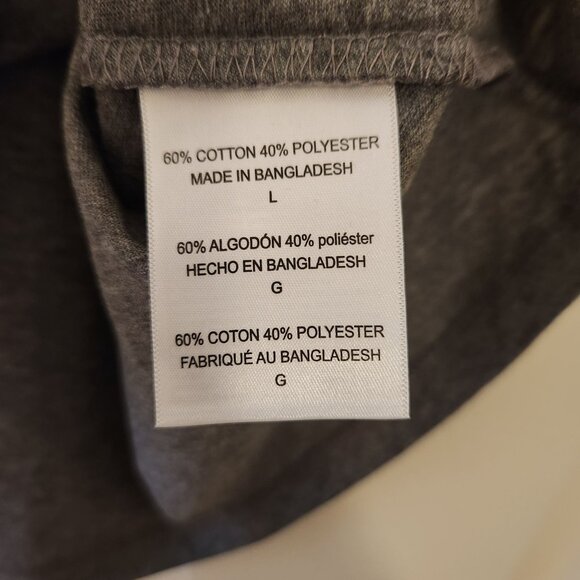 60% COTTON 40% POLYESTER
MADE IN BANGLADESH
L
60% ALGODÓN 40% poliéster
HECHO EN BANGLADESH
G
60% COTON 40% POLYESTER
FABRIQUÉ AU BANGLADESH
G